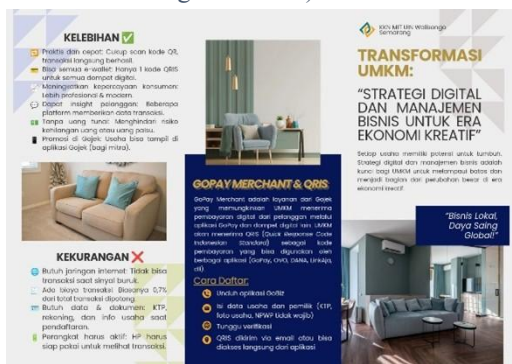 KELEBIHAN
Praktis dan cepat: Cukup scan kode QR,
transaksi langsung berhasil.
Bisa semua e-wallet: Hanya 1 kode QRIS
untuk semua dompet digital.
Meningkatkan kepercayaan konsumen:
Lebih profesional & modern.
Dapat insight pelanggan: Beberapa
platform memberikan data transaksi.
Tanpa uang tunai: Menghindari risiko
kehilangan uang atau uang palsu.
Promosi di Gojek: Usaha bisa tampil di
aplikasi Gojek (bagi mitra).
KEKURANGAN
Butuh jaringan internet: Tidak bisa
transaksi saat sinyal buruk.
Ada biaya transaksi: Biasanya 0,7%
dari total transaksi dipotong.
Butuh data & dokumen: KTP,
rekening, dan info usaha saat
pendaftaran.
Perangkat harus aktif: HP harus
siap pakai untuk melihat transaksi.
GOPAY MERCHANT & QRIS
GoPay Merchant adalah layanan dari Gojek
yang memungkinkan UMKM menerima
pembayaran digital dari pelanggan melalui
aplikasi GoPay dan dompet digital lain. UMKM
akan menerima QRIS (Quick Response Code
Indonesian Standard) sebagai kode
pembayaran yang bisa digunakan oleh
berbagai aplikasi (GoPay, OVO, DANA, LinkAja,
dll)
Cara Daftar:
Unduh aplikasi GoBiz
Isi data usaha dan pemilik (KTP,
foto usaha, NPWP tidak wajib)
Tunggu verifikasi
QRIS dikirim via email atau bisa
diakses langsung dari aplikasi
KKN MIT UIN Walisongo
Semarang
TRANSFORMASI
UMKM:
“STRATEGI DIGITAL
DAN MANAJEMEN
BISNIS UNTUK ERA
EKONOMI KREATIF”
Setiap usaha memiliki potensi untuk tumbuh.
Strategi digital dan manajemen bisnis adalah
kunci bagi UMKM untuk melampaui batas dan
menjadi bagian dari perubahan besar di era
ekonomi kreatif.
“Bisnis Lokal,
Daya Saing
Global!”